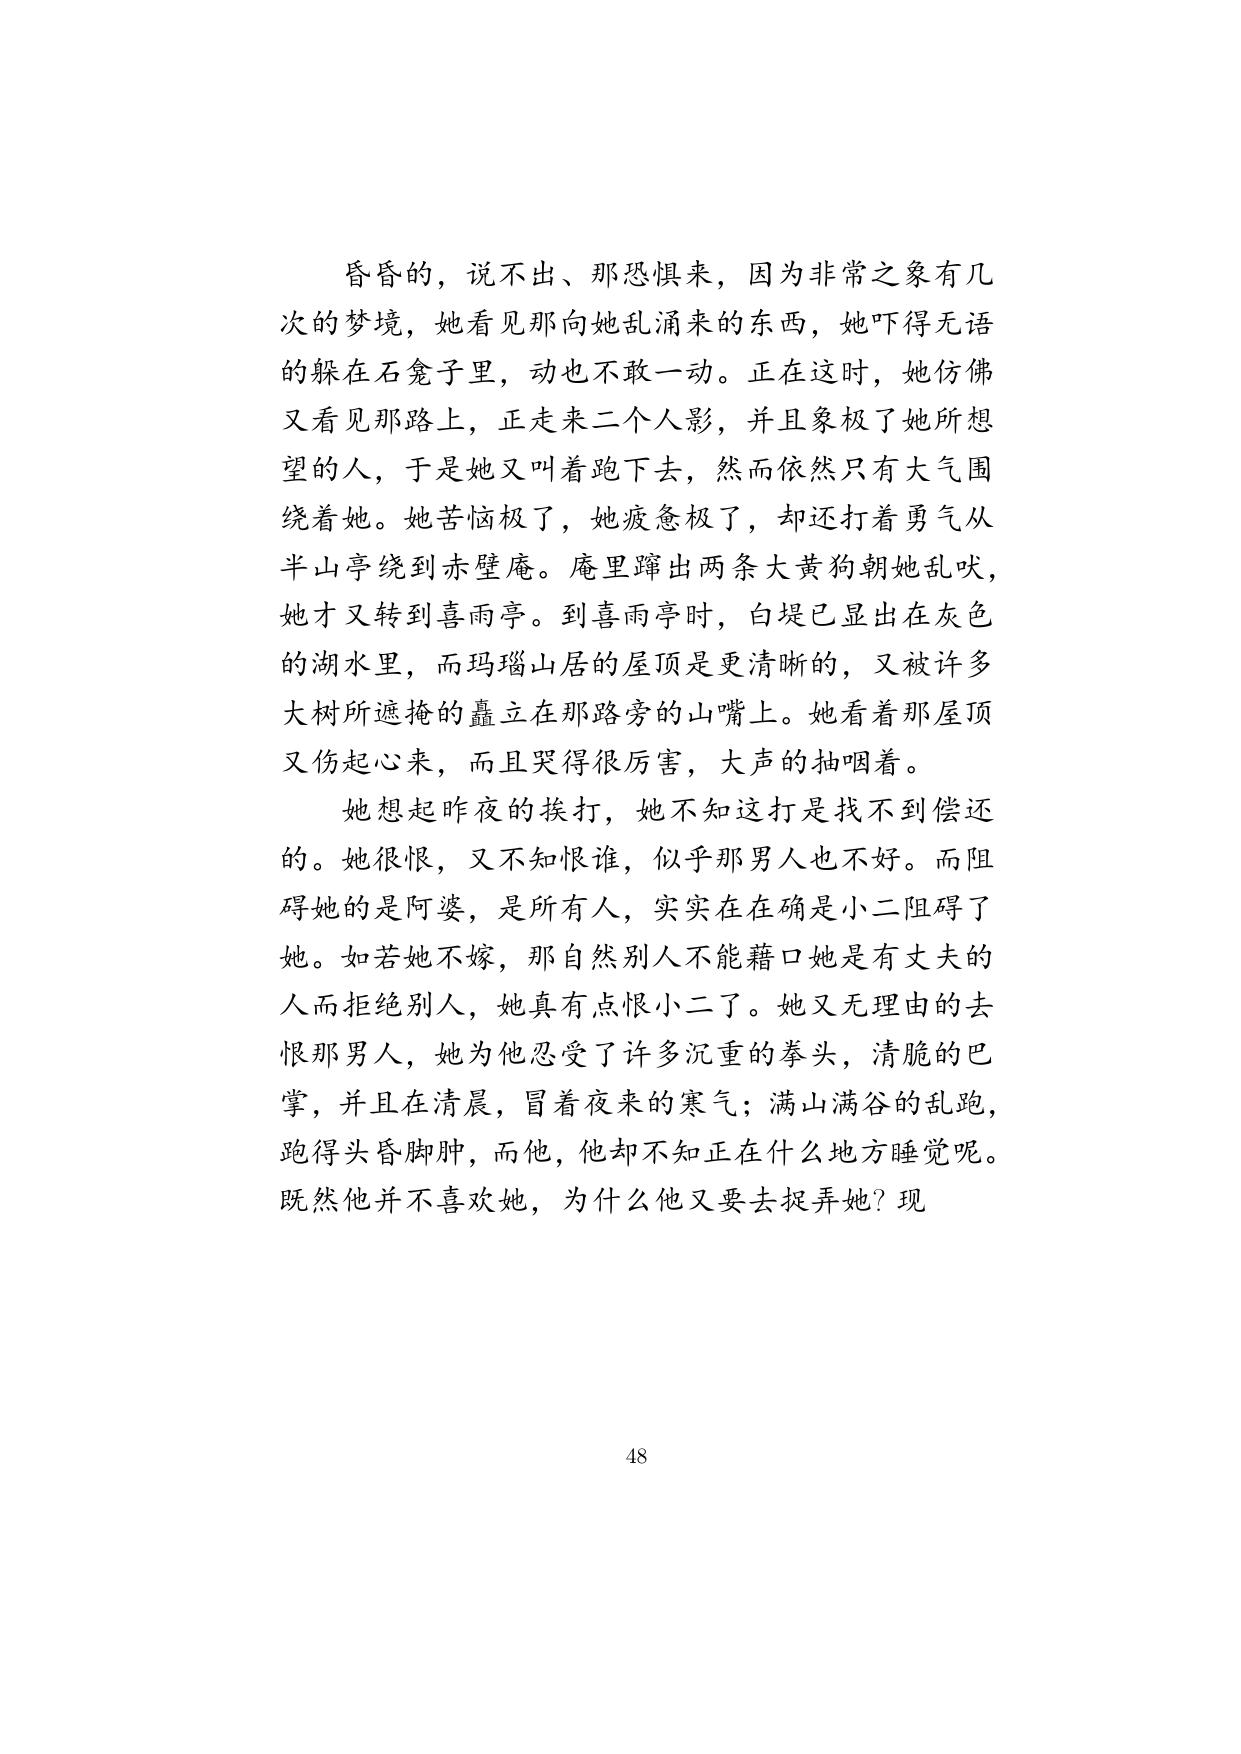 昏昏的，说不出、那恐惧来，因为非常之象有几
次的梦境，她看见那向她乱涌来的东西，她吓得无语
的躲在石龛子里，动也不敢一动。正在这时，她仿佛
又看见那路上，正走来二个人影，并且象极了她所想
望的人，于是她又叫着跑下去，然而依然只有大气围
绕着她。她苦恼极了，她疲惫极了，却还打着勇气从
半山亭绕到赤壁庵。庵里蹿出两条大黄狗朝她乱吠，
她才又转到喜雨亭。到喜雨亭时，白堤已显出在灰色
的湖水里，而玛瑙山居的屋顶是更清晰的，又被许多
大树所遮掩的矗立在那路旁的山嘴上。她看着那屋顶
又伤起心来，而且哭得很厉害，大声的抽咽着。
她想起昨夜的挨打，她不知这打是找不到偿还
的。她很恨，又不知恨谁，似乎那男人也不好。而阻
碍她的是阿婆，是所有人，实实在在确是小二阻碍了
她。如若她不嫁，那自然别人不能藉口她是有丈夫的
人而拒绝别人，她真有点恨小二了。她又无理由的去
恨那男人，她为他忍受了许多沉重的拳头，清脆的巴
掌，并且在清晨，冒着夜来的寒气；满山满谷的乱跑，
跑得头昏脚肿，而他，他却不知正在什么地方睡觉呢。
既然他并不喜欢她，为什么他又要去捉弄她？现
48